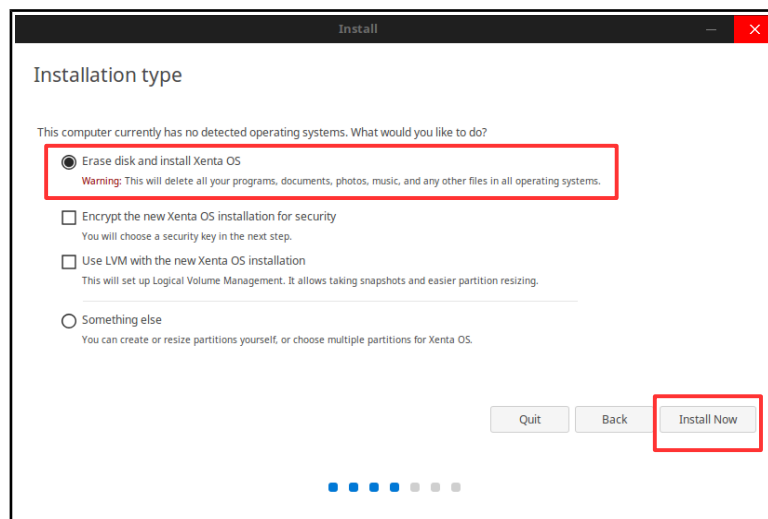 Install
Installation type
This computer currently has no detected operating systems. What would you like to do?
Erase disk and install Xenta OS
Warning: This will delete all your programs, documents, photos, music, and any other files in all operating systems.
Encrypt the new Xenta OS installation for security
You will choose a security key in the next step.
Use LVM with the new Xenta OS installation
This will set up Logical Volume Management. It allows taking snapshots and easier partition resizing.
Something else
You can create or resize partitions yourself, or choose multiple partitions for Xenta OS.
Quit Back Install Now